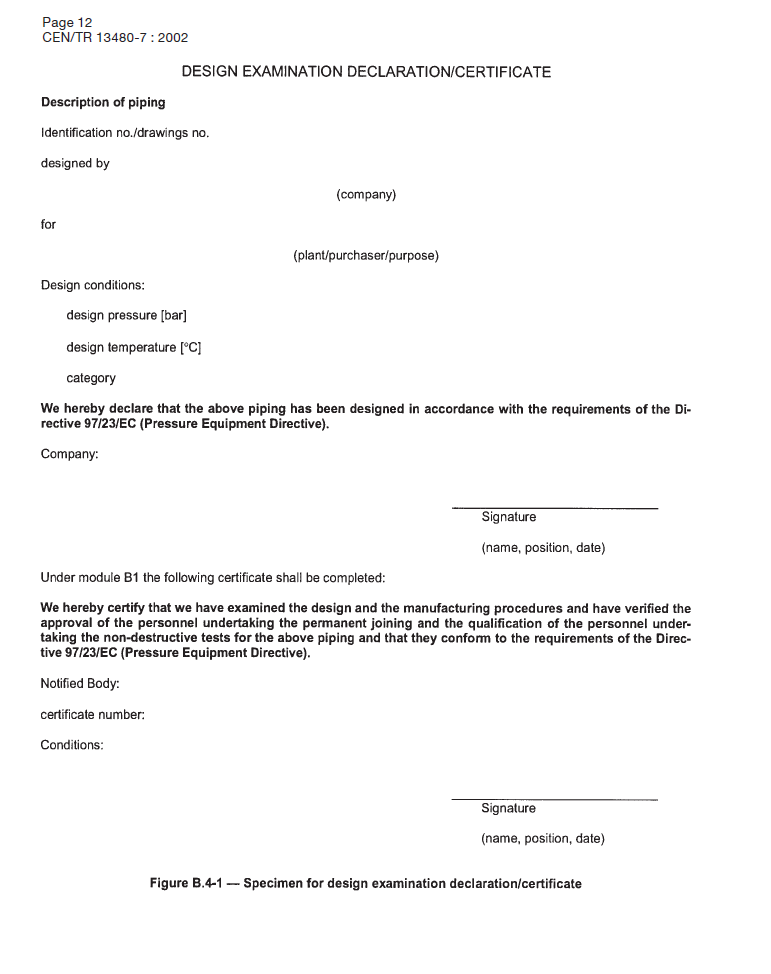 Page 12
CEN/TR 13480-7 : 2002
DESIGN EXAMINATION DECLARATION/CERTIFICATE
Description of piping
Identification no./drawings no.
designed by
(company)
for
(plant/purchaser/purpose)
Design conditions:
design pressure [bar]
design temperature [°C]
category
We hereby declare that the above piping has been designed in accordance with the requirements of the Di-
rective 97/23/EC (Pressure Equipment Directive).
Company:
Signature
(name, position, date)
Under module B1 the following certificate shall be completed:
We hereby certify that we have examined the design and the manufacturing procedures and have verified the
approval of the personnel undertaking the permanent joining and the qualification of the personnel under-
taking the non-destructive tests for the above piping and that they conform to the requirements of the Direc-
tive 97/23/EC (Pressure Equipment Directive).
Notified Body:
certificate number:
Conditions:
Signature
(name, position, date)
Figure B.4-1 — Specimen for design examination declaration/certificate